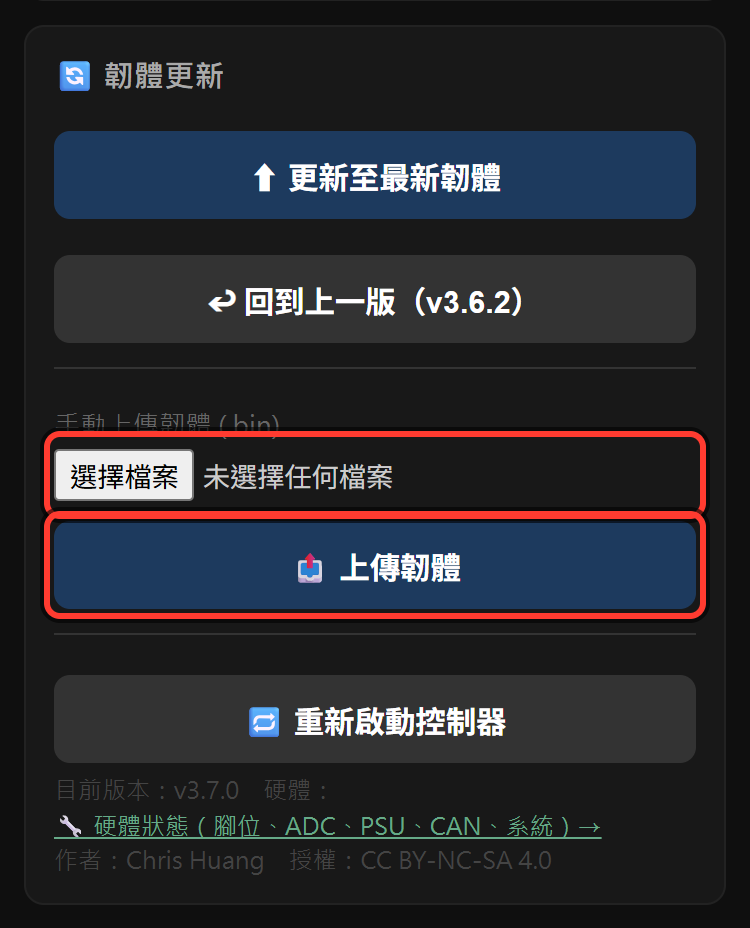 韌體更新
更新至最新韌體
回到上一版（v3.6.2）
手動上傳韌體 (.bin)
選擇檔案 未選擇任何檔案
上傳韌體
重新啟動控制器
目前版本：v3.7.0 硬體：
硬體狀態（腳位、ADC、PSU、CAN、系統）→
作者：Chris Huang 授權：CC BY-NC-SA 4.0